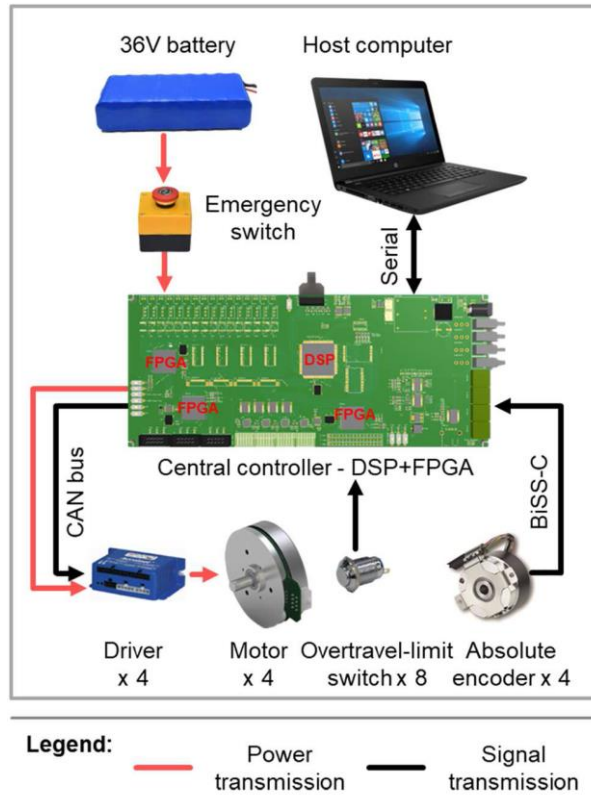 36V battery
Host computer
Emergency
switch
Serial
FPGA
DSP
FPGA
FPGA
Central controller - DSP+FPGA
CAN bus
BiSS-C
Driver
x 4
Motor
x 4
Overtravel-limit
switch x 8
Absolute
encoder x 4
Legend:
Power
transmission
Signal
transmission